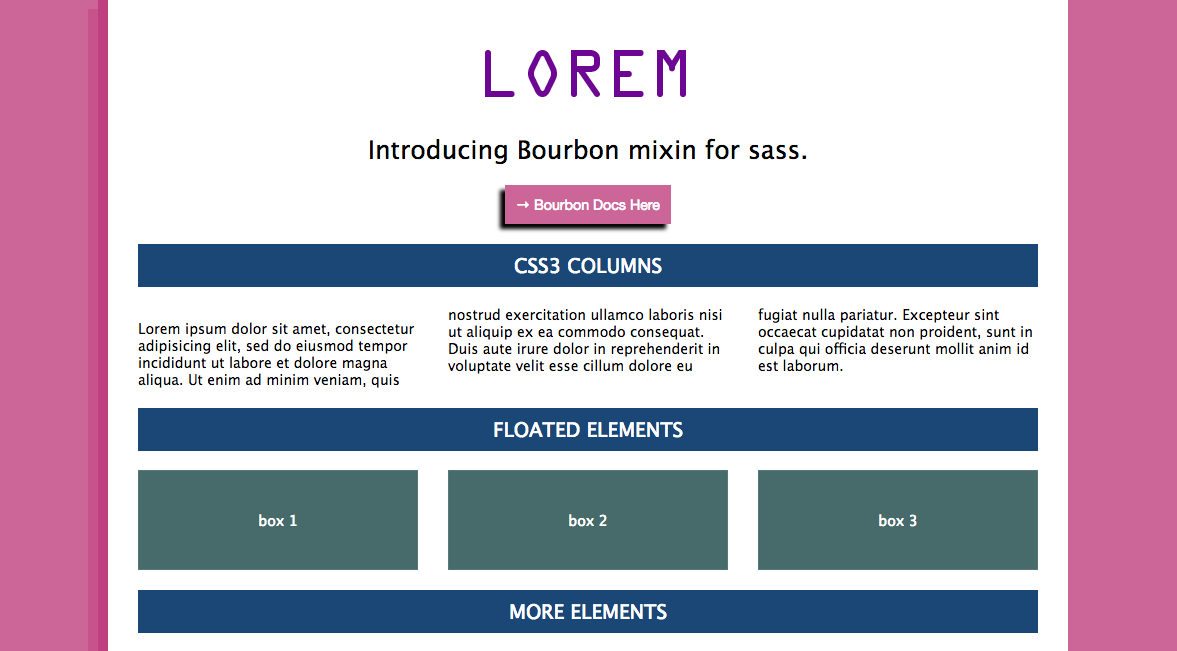 LOREM
Introducing Bourbon mixin for sass.
→ Bourbon Docs Here
CSS3 COLUMNS
Lorem ipsum dolor sit amet, consectetur
adipisicing elit, sed do eiusmod tempor
incididunt ut labore et dolore magna
aliqua. Ut enim ad minim veniam, quis
nostrud exercitation ullamco laboris nisi
ut aliquip ex ea commodo consequat.
Duis aute irure dolor in reprehenderit in
voluptate velit esse cillum dolore eu
fugiat nulla pariatur. Excepteur sint
occaecat cupidatat non proident, sunt in
culpa qui officia deserunt mollit anim id
est laborum.
FLOATED ELEMENTS
box 1
box 2
box 3
MORE ELEMENTS